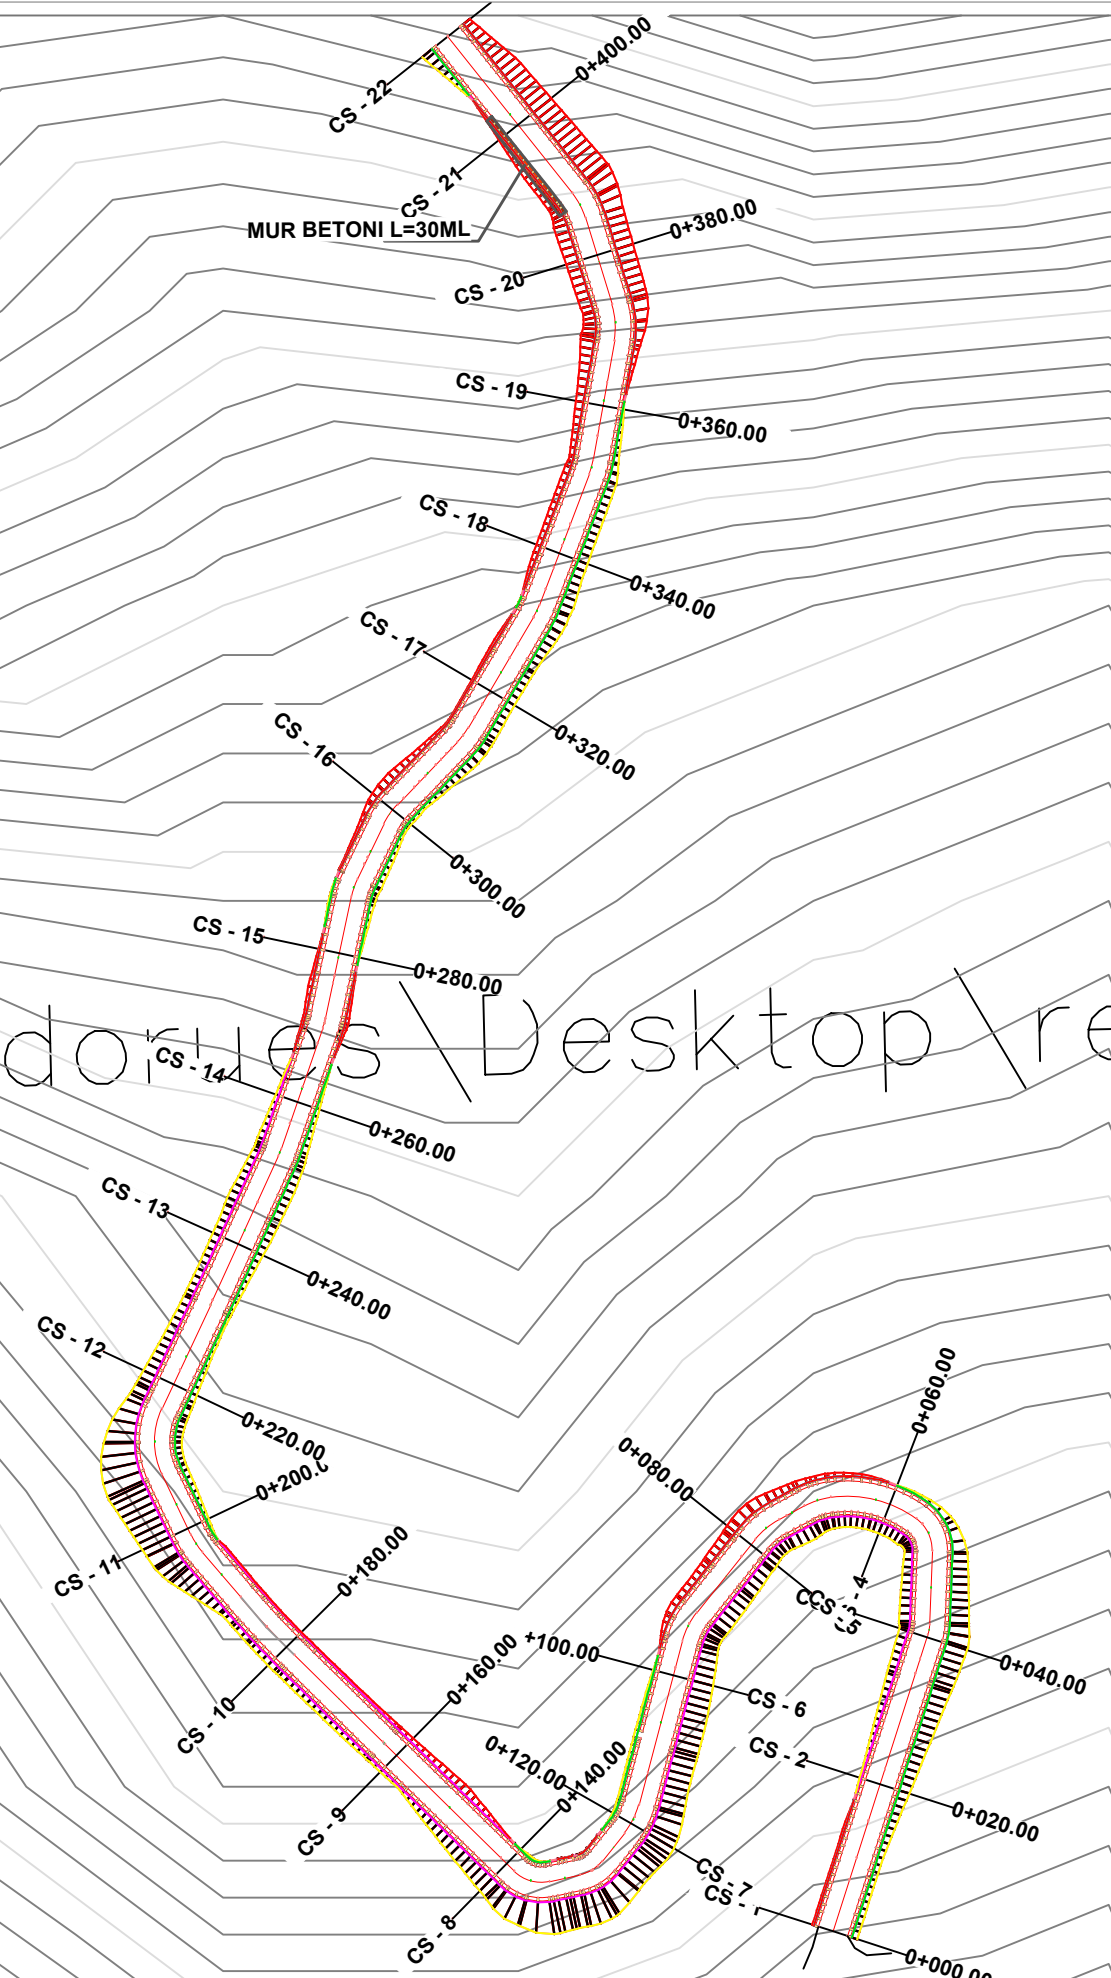 0+400.00
CS - 22
CS - 21
MUR BETONI L=30ML
0+380.00
CS - 20
CS - 19
0+360.00
CS - 18
0+340.00
CS - 17
CS - 16
0+320.00
0+300.00
CS - 15
0+280.00
dorues\Desktop\re
CS - 14
0+260.00
CS - 13
0+240.00
CS - 12
0+220.00
0+200.0
CS - 11
0+180.00
0+060.00
0+080.00
CS - 5
+100.00
0+040.00
0+160.00
CS - 10
CS - 6
CS - 2
0+120.00
0+140.00
0+020.00
CS - 9
CS - 7
CS -
CS - 8
0+000.00